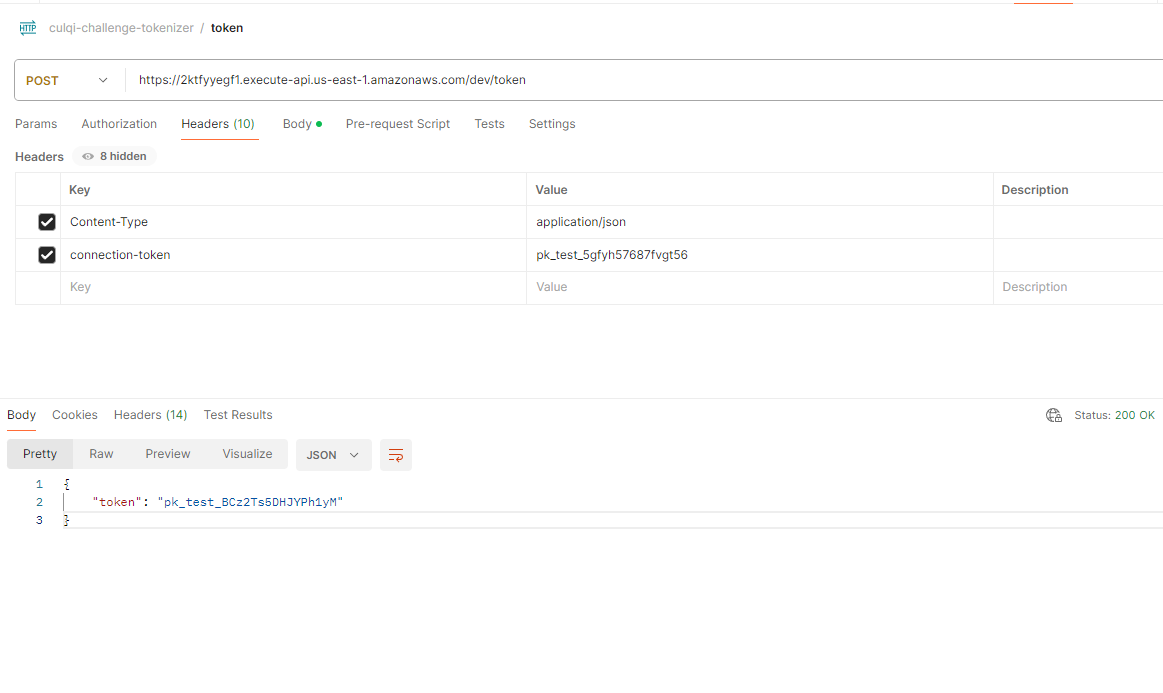 HTTP culqi-challenge-tokenizer / token
POST https://2ktfyyegf1.execute-api.us-east-1.amazonaws.com/dev/token
Params Authorization Headers (10) Body Pre-request Script Tests Settings
Headers 8 hidden
Key Value Description
Content-Type application/json
connection-token pk_test_5gfyh57687fvgt56
Key Value Description
Body Cookies Headers (14) Test Results Status: 200 OK
Pretty Raw Preview Visualize JSON
1 {
2 "token": "pk_test_BCz2Ts5DHJYPh1yM"
3 }